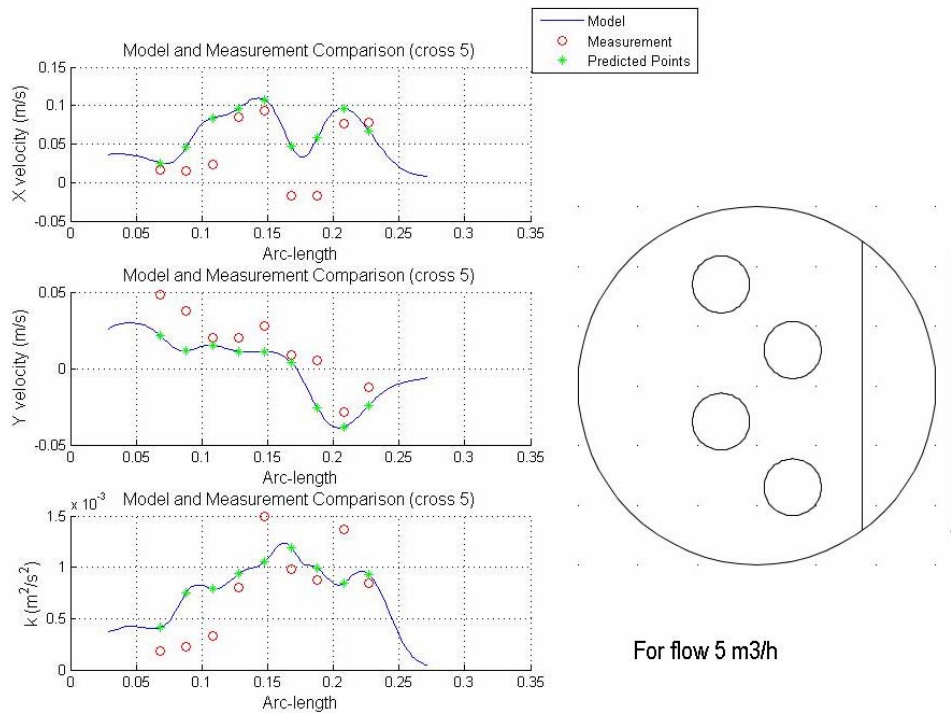 Model
Measurement
Predicted Points
Model and Measurement Comparison (cross 5)
X velocity (m/s)
0.15
0.1
0.05
0
-0.05
0 0.05 0.1 0.15 0.2 0.25 0.3 0.35
Arc-length
Model and Measurement Comparison (cross 5)
Y velocity (m/s)
0.05
0
-0.05
0 0.05 0.1 0.15 0.2 0.25 0.3 0.35
Arc-length
x 10⁻³ Model and Measurement Comparison (cross 5)
k (m²/s²)
1.5
1
0.5
0
0 0.05 0.1 0.15 0.2 0.25 0.3 0.35
Arc-length
For flow 5 m3/h